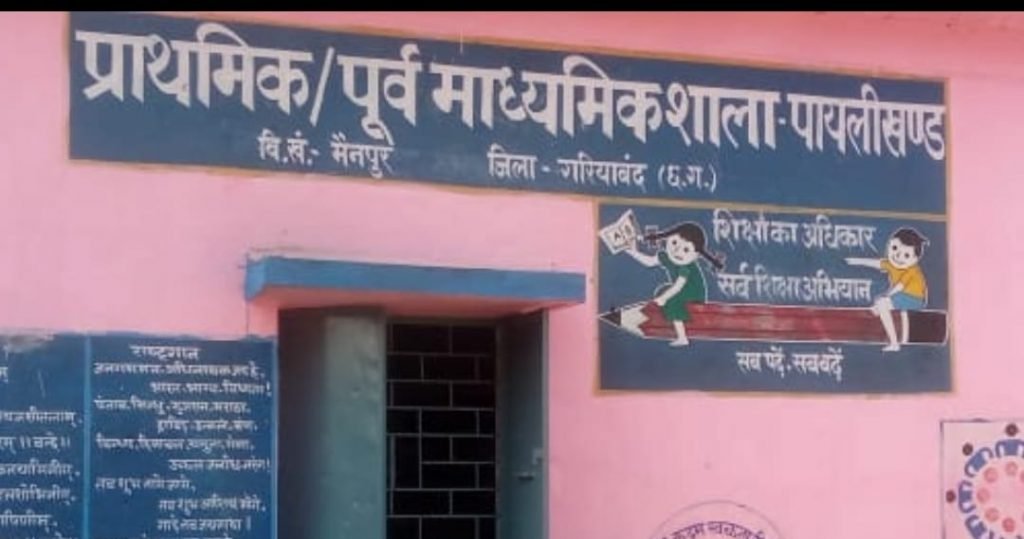 प्राथमिक/पूर्व माध्यमिक शाला-पायलीखण्ड
वि.खं.- मैनपुर जिला - गरियाबंद (छ.ग.)
शिक्षा का अधिकार
सर्व शिक्षा अभियान
सब पढ़ें, सब बढ़ें
राष्ट्रगान
जनगणमन-अधिनायक जय हे,
भारत-भाग्य-विधाता!
पंजाब, सिन्धु, गुजरात, मराठा,
द्राविड़-उत्कल-बंग,
विन्ध्य, हिमाचल, यमुना, गंगा,
उच्छल जलधि-तरंग!
तव शुभ नामे जागे,
तव शुभ आशिष मांगे,
गाहे तव जयगाथा!